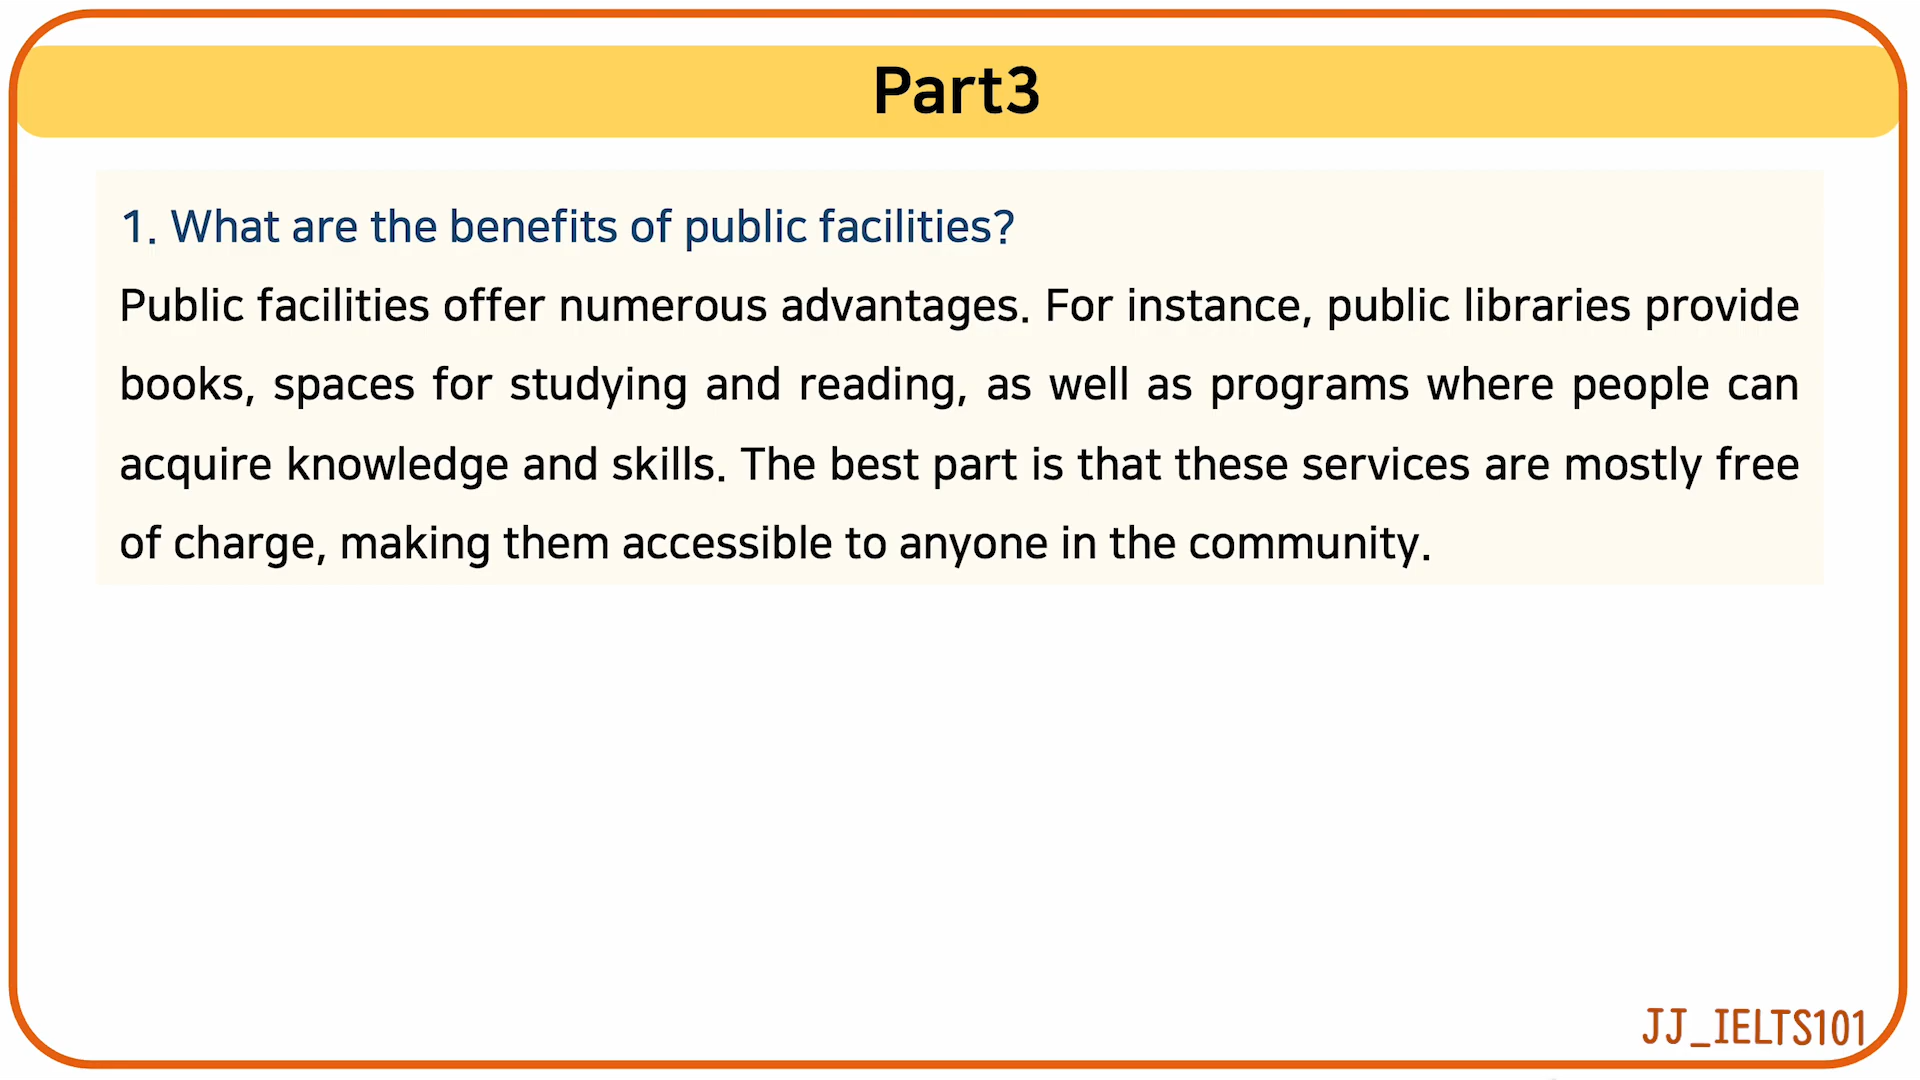 Part3
1. What are the benefits of public facilities?
Public facilities offer numerous advantages. For instance, public libraries provide
books, spaces for studying and reading, as well as programs where people can
acquire knowledge and skills. The best part is that these services are mostly free
of charge, making them accessible to anyone in the community.
JJ_IELTS101